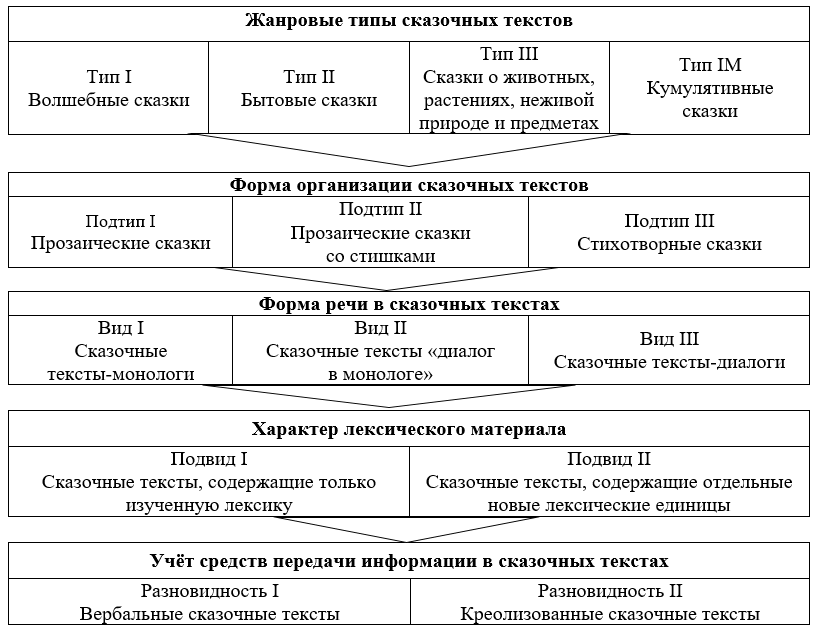 Жанровые типы сказочных текстов
Тип I
Волшебные сказки
Тип II
Бытовые сказки
Тип III
Сказки о животных,
растениях, неживой
природе и предметах
Тип IМ
Кумулятивные
сказки
Форма организации сказочных текстов
Подтип I
Прозаические сказки
Подтип II
Прозаические сказки
со стишками
Подтип III
Стихотворные сказки
Форма речи в сказочных текстах
Вид I
Сказочные
тексты-монологи
Вид II
Сказочные тексты «диалог
в монологе»
Вид III
Сказочные тексты-диалоги
Характер лексического материала
Подвид I
Сказочные тексты, содержащие только
изученную лексику
Подвид II
Сказочные тексты, содержащие отдельные
новые лексические единицы
Учёт средств передачи информации в сказочных текстах
Разновидность I
Вербальные сказочные тексты
Разновидность II
Креолизованные сказочные тексты